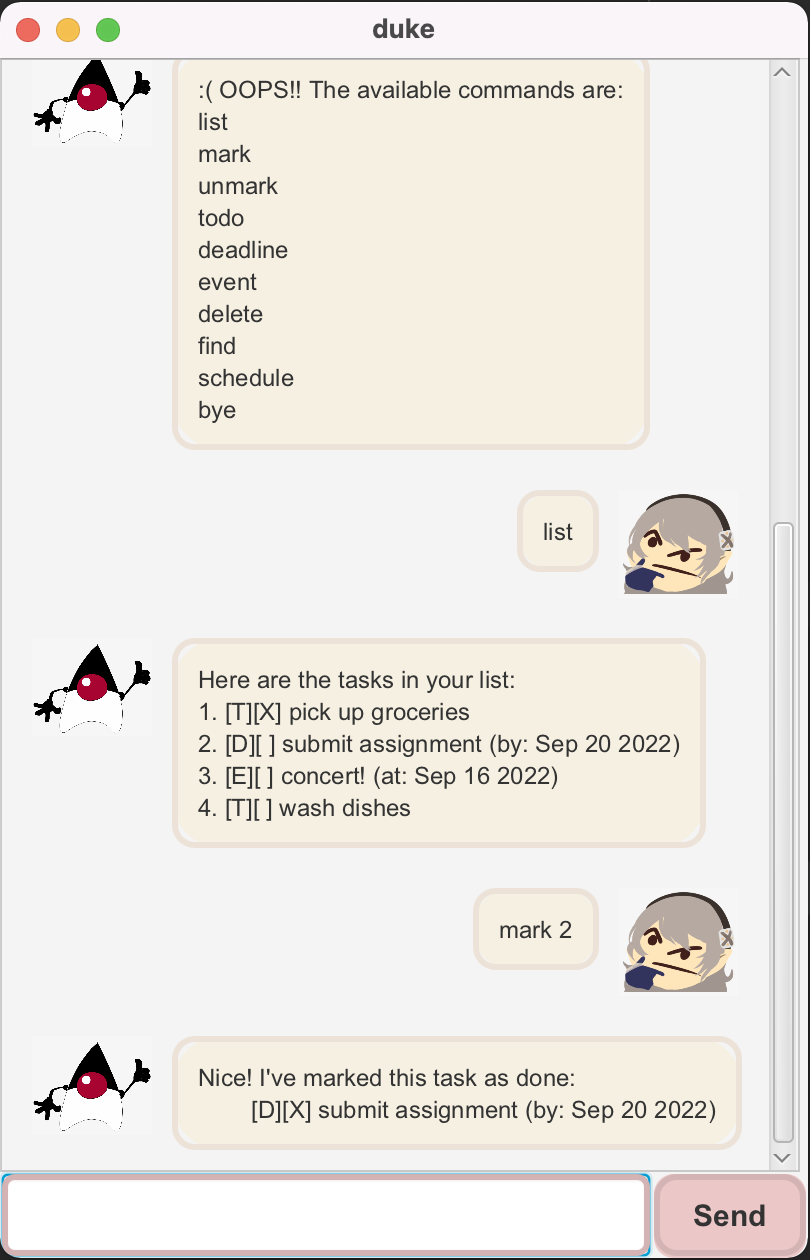 duke
:( OOPS!! The available commands are:
list
mark
unmark
todo
deadline
event
delete
find
schedule
bye
list
Here are the tasks in your list:
1. [T][X] pick up groceries
2. [D][ ] submit assignment (by: Sep 20 2022)
3. [E][ ] concert! (at: Sep 16 2022)
4. [T][ ] wash dishes
mark 2
Nice! I've marked this task as done:
[D][X] submit assignment (by: Sep 20 2022)
Send